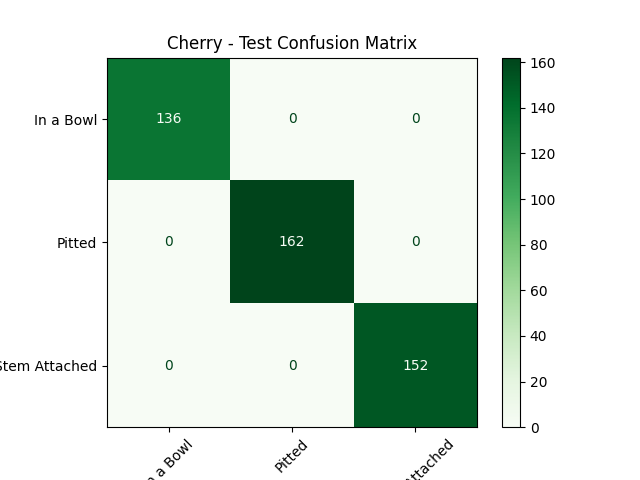 Cherry - Test Confusion Matrix
In a Bowl 136 0 0
Pitted 0 162 0
Stem Attached 0 0 152
a Bowl Pitted
160
140
120
100
80
60
40
20
0